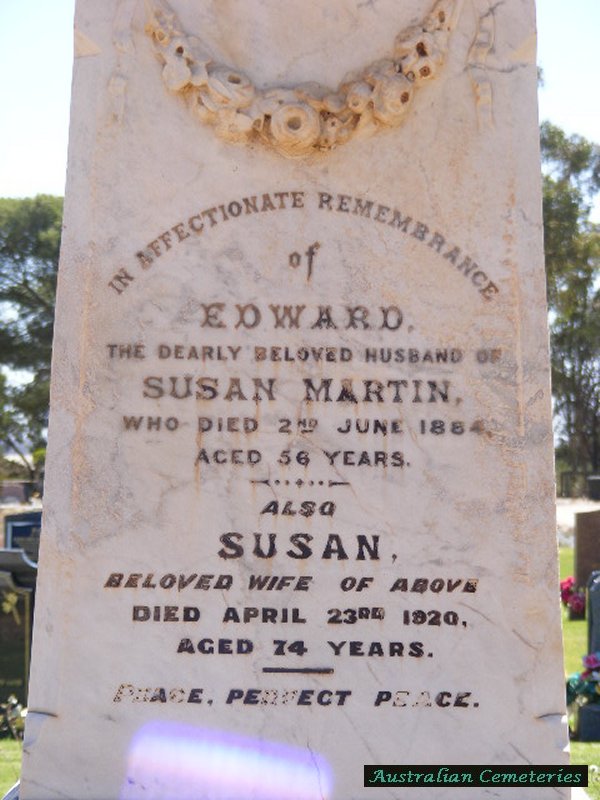 IN AFFECTIONATE REMEMBRANCE
of
EDWARD.
THE DEARLY BELOVED HUSBAND OF
SUSAN MARTIN,
WHO DIED 2ND JUNE 1884,
AGED 56 YEARS.
ALSO
SUSAN,
BELOVED WIFE OF ABOVE
DIED APRIL 23RD 1920,
AGED 74 YEARS.
PEACE, PERFECT PEACE.
Australian Cemeteries